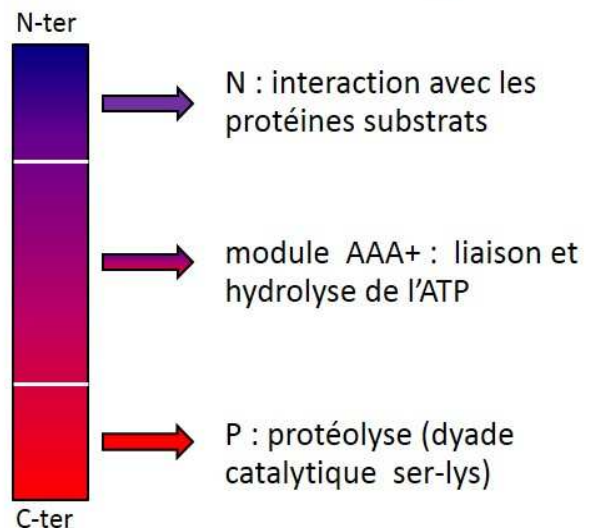 N-ter
N : interaction avec les
protéines substrats
module AAA+ : liaison et
hydrolyse de l'ATP
P : protéolyse (dyade
catalytique ser-lys)
C-ter